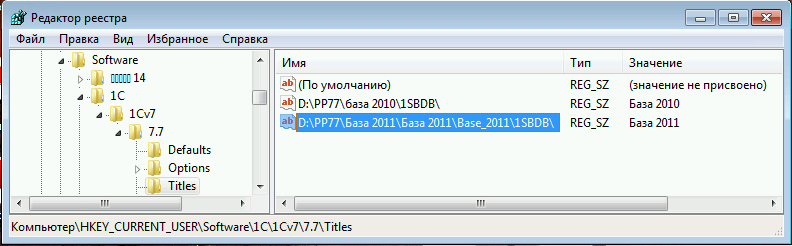 Редактор реестра
Файл Правка Вид Избранное Справка
Software
14
1C
1Cv7
7.7
Defaults
Options
Titles
Имя Тип Значение
(По умолчанию) REG_SZ (значение не присвоено)
D:\PP77\база 2010\1SBDB\ REG_SZ База 2010
D:\PP77\База 2011\База 2011\Base_2011\1SBDB\ REG_SZ База 2011
Компьютер\HKEY_CURRENT_USER\Software\1C\1Cv7\7.7\Titles